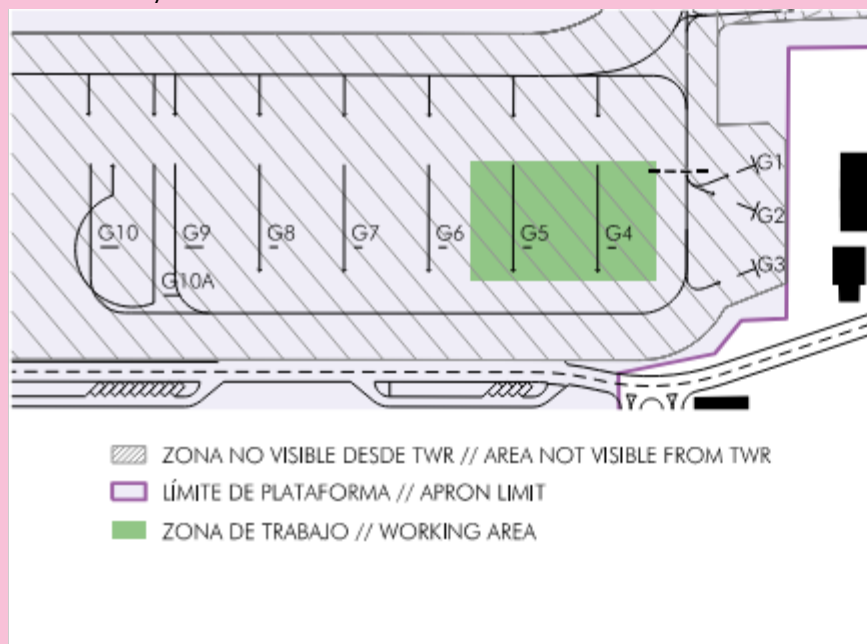 G1
G2
G10 G9 G8 G7 G6 G5 G4
G3
G10A
ZONA NO VISIBLE DESDE TWR // AREA NOT VISIBLE FROM TWR
LÍMITE DE PLATAFORMA // APRON LIMIT
ZONA DE TRABAJO // WORKING AREA